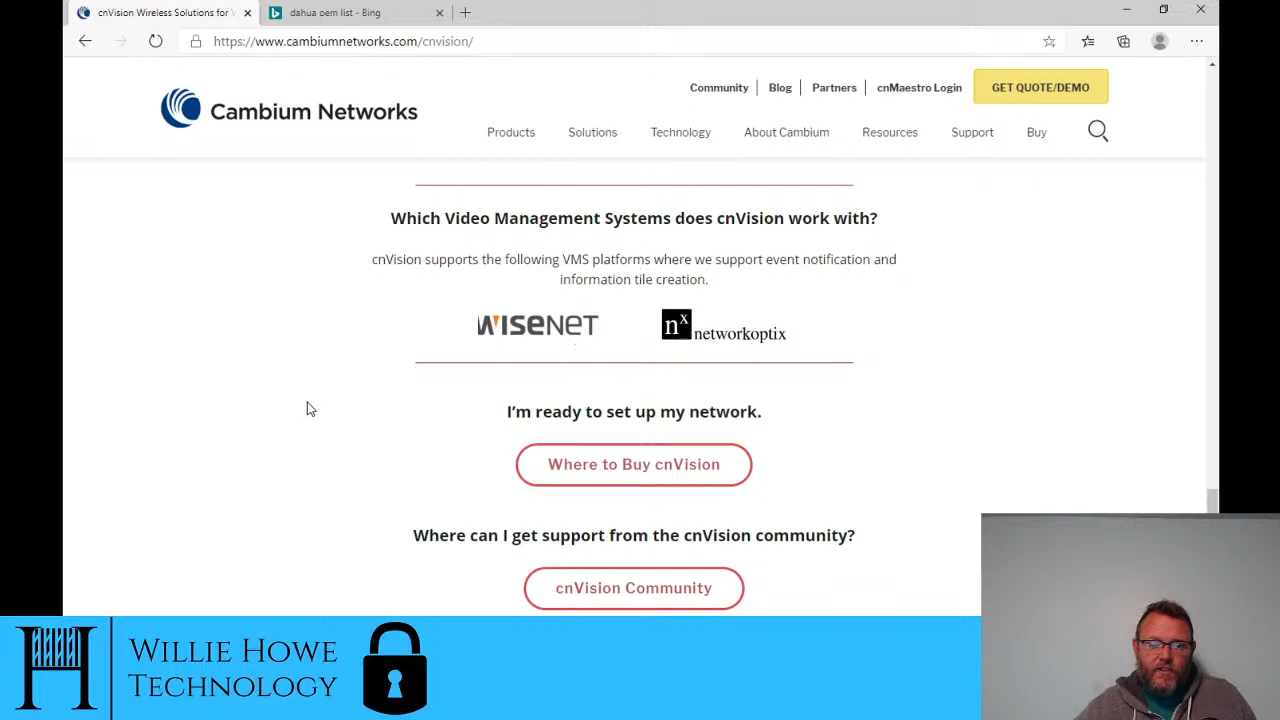 cnVision Wireless Solutions for V
dahua oem list - Bing
https://www.cambiumnetworks.com/cnvision/
Community
Blog
Partners
cnMaestro Login
GET QUOTE/DEMO
Cambium Networks
Products
Solutions
Technology
About Cambium
Resources
Support
Buy
Which Video Management Systems does cnVision work with?
cnVision supports the following VMS platforms where we support event notification and
information tile creation.
WISENET
nx networkoptix
I'm ready to set up my network.
Where to Buy cnVision
Where can I get support from the cnVision community?
cnVision Community
H
WILLIE HOWE
TECHNOLOGY